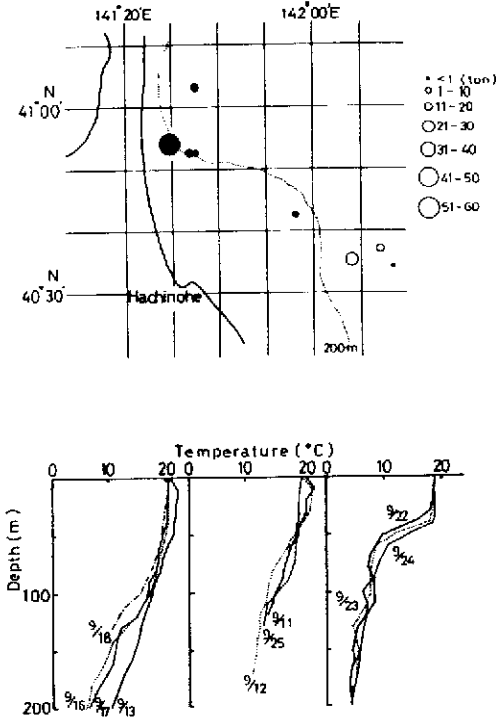 141°20'E 142°00'E
N
41°00'
N
40°30'
Hachinohe
200m
• <1 (ton)
○ 1-10
○ 11-20
○ 21-30
○ 31-40
○ 41-50
○ 51-60
Temperature (°C)
0 10 20 0 10 20 0 10 20
Depth (m)
100
200
9/18
9/16
9/17
9/13
9/11
9/25
9/12
9/22
9/24
9/23